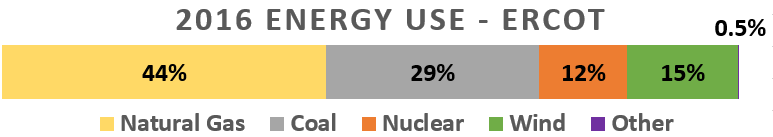 2016 ENERGY USE - ERCOT
0.5%
44% 29% 12% 15%
Natural Gas Coal Nuclear Wind Other